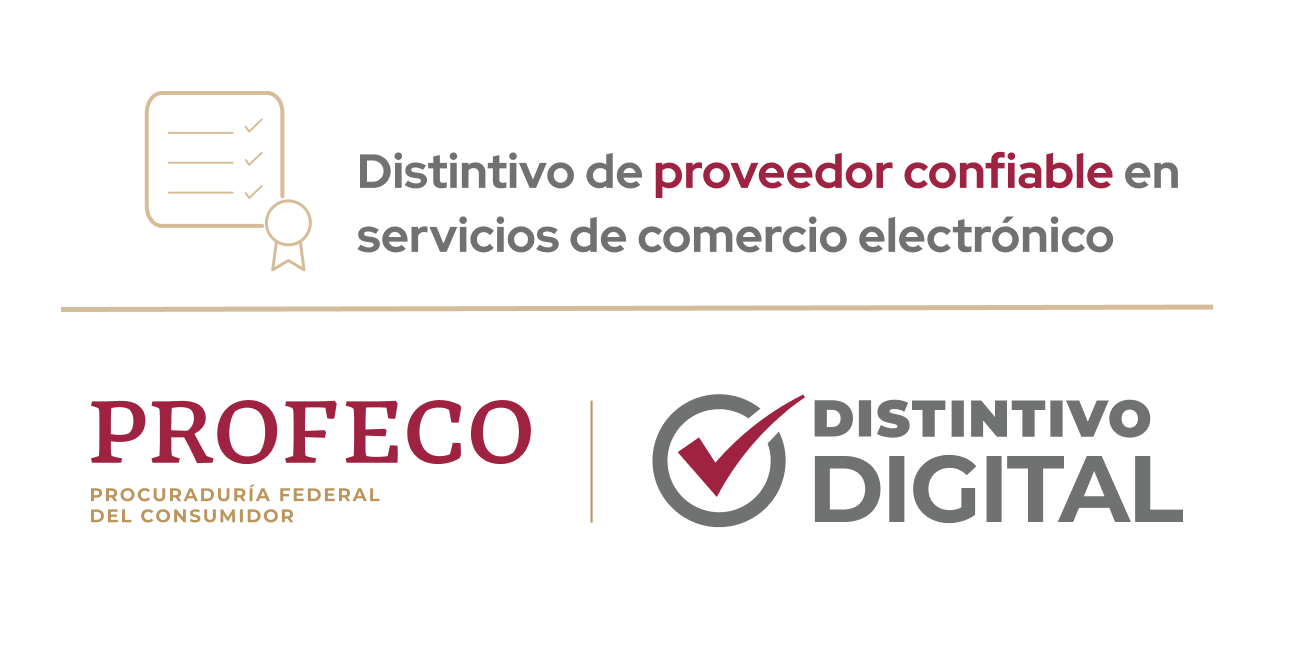 Distintivo de proveedor confiable en
servicios de comercio electrónico
PROFECO
PROCURADURÍA FEDERAL
DEL CONSUMIDOR
DISTINTIVO
DIGITAL